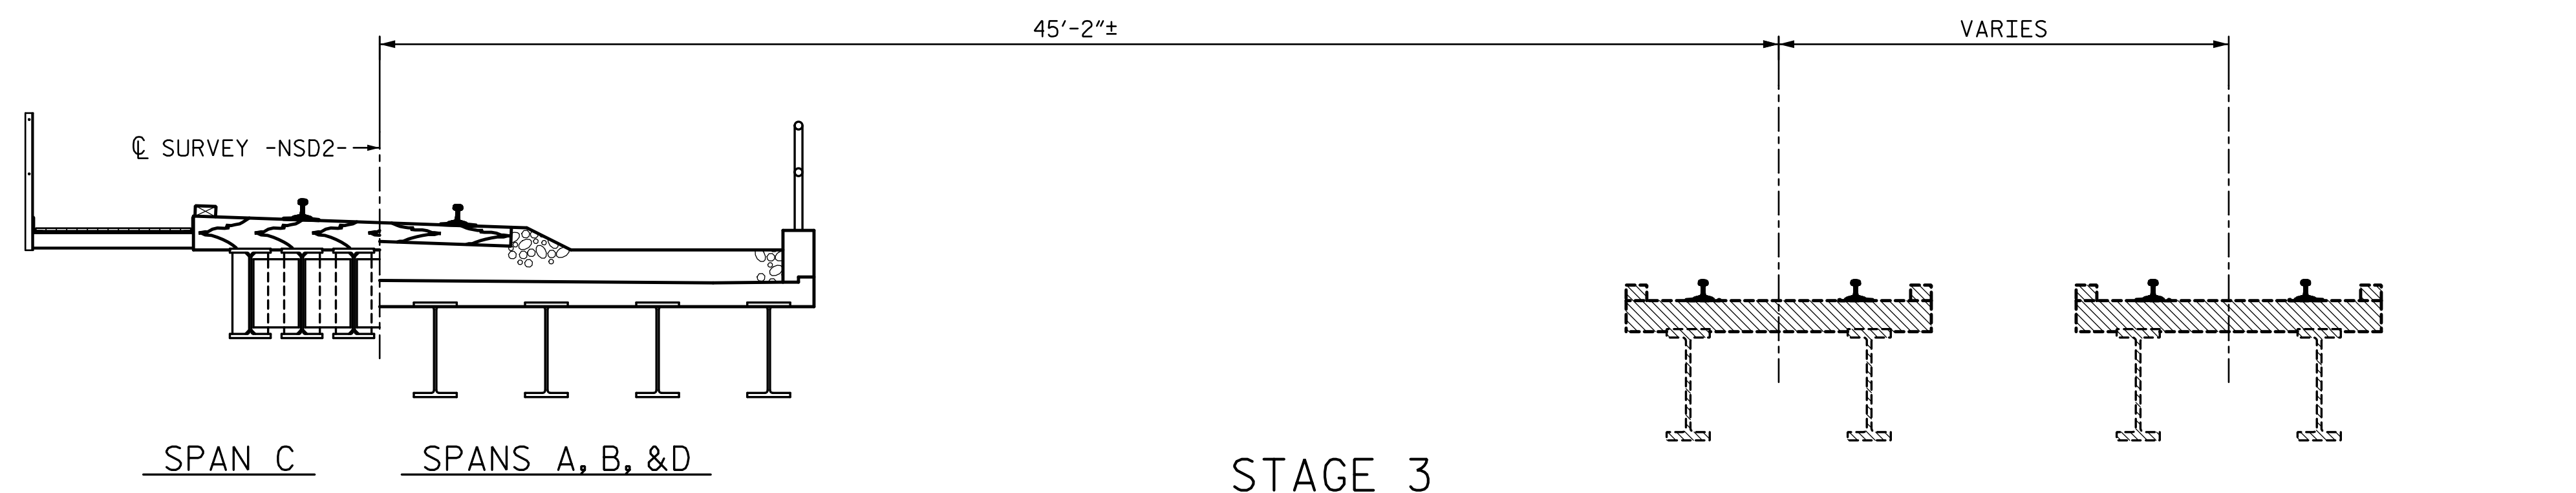 45'-2"±
VARIES
℄ SURVEY -NSD2-
SPAN C
SPANS A, B, &D
STAGE 3